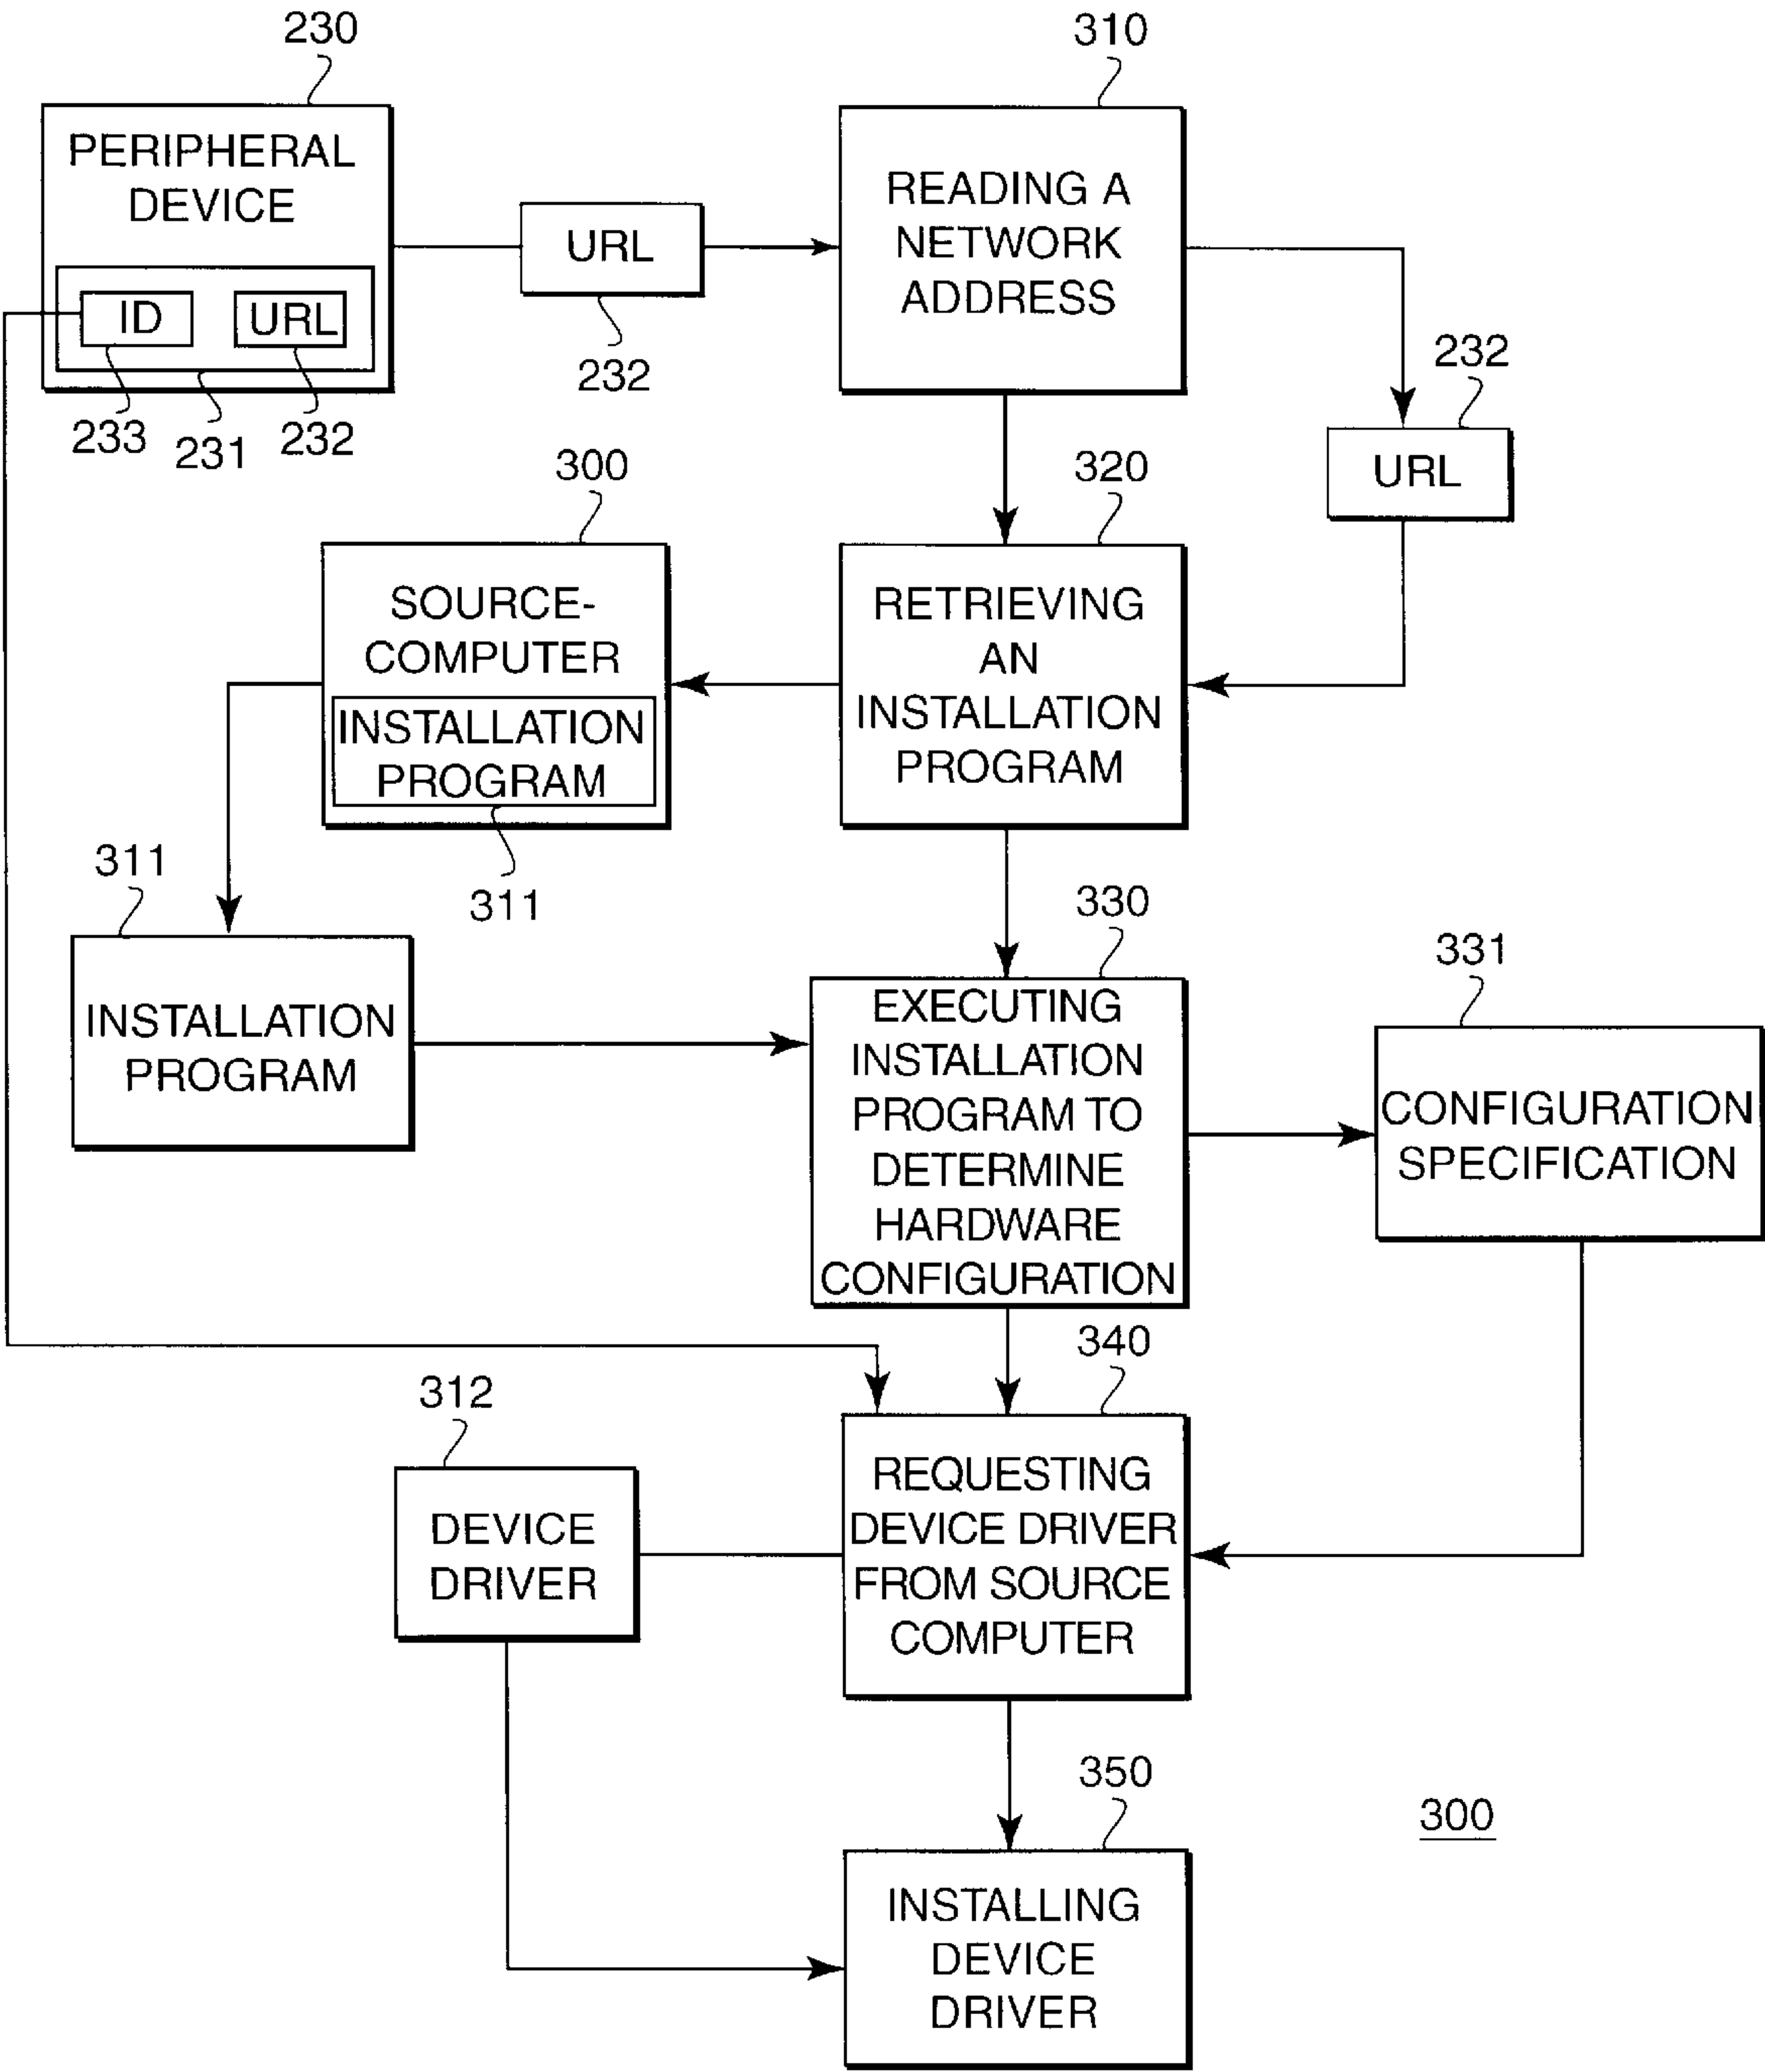 230
310
PERIPHERAL
DEVICE
READING A
NETWORK
ADDRESS
URL
232
ID
URL
233
231
232
232
URL
300
320
SOURCE-
COMPUTER
INSTALLATION
PROGRAM
311
RETRIEVING
AN
INSTALLATION
PROGRAM
311
INSTALLATION
PROGRAM
330
EXECUTING
INSTALLATION
PROGRAM TO
DETERMINE
HARDWARE
CONFIGURATION
331
CONFIGURATION
SPECIFICATION
340
312
DEVICE
DRIVER
REQUESTING
DEVICE DRIVER
FROM SOURCE
COMPUTER
350
300
INSTALLING
DEVICE
DRIVER